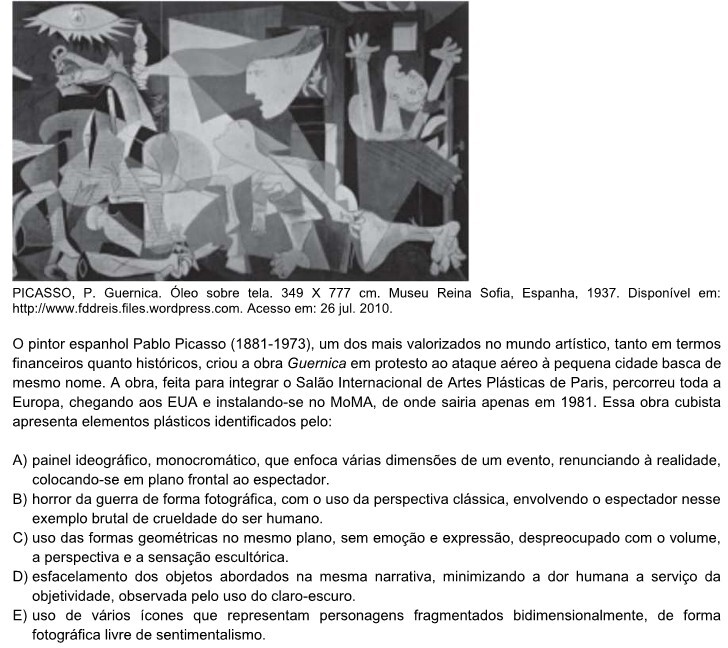 PICASSO, P. Guernica. Óleo sobre tela. 349 X 777 cm. Museu Reina Sofia, Espanha, 1937. Disponível em:
http://www.fddreis.files.wordpress.com. Acesso em: 26 jul. 2010.
O pintor espanhol Pablo Picasso (1881-1973), um dos mais valorizados no mundo artístico, tanto em termos
financeiros quanto históricos, criou a obra Guernica em protesto ao ataque aéreo à pequena cidade basca de
mesmo nome. A obra, feita para integrar o Salão Internacional de Artes Plásticas de Paris, percorreu toda a
Europa, chegando aos EUA e instalando-se no MoMA, de onde sairia apenas em 1981. Essa obra cubista
apresenta elementos plásticos identificados pelo:
A) painel ideográfico, monocromático, que enfoca várias dimensões de um evento, renunciando à realidade,
colocando-se em plano frontal ao espectador.
B) horror da guerra de forma fotográfica, com o uso da perspectiva clássica, envolvendo o espectador nesse
exemplo brutal de crueldade do ser humano.
C) uso das formas geométricas no mesmo plano, sem emoção e expressão, despreocupado com o volume,
a perspectiva e a sensação escultórica.
D) esfacelamento dos objetos abordados na mesma narrativa, minimizando a dor humana a serviço da
objetividade, observada pelo uso do claro-escuro.
E) uso de vários ícones que representam personagens fragmentados bidimensionalmente, de forma
fotográfica livre de sentimentalismo.